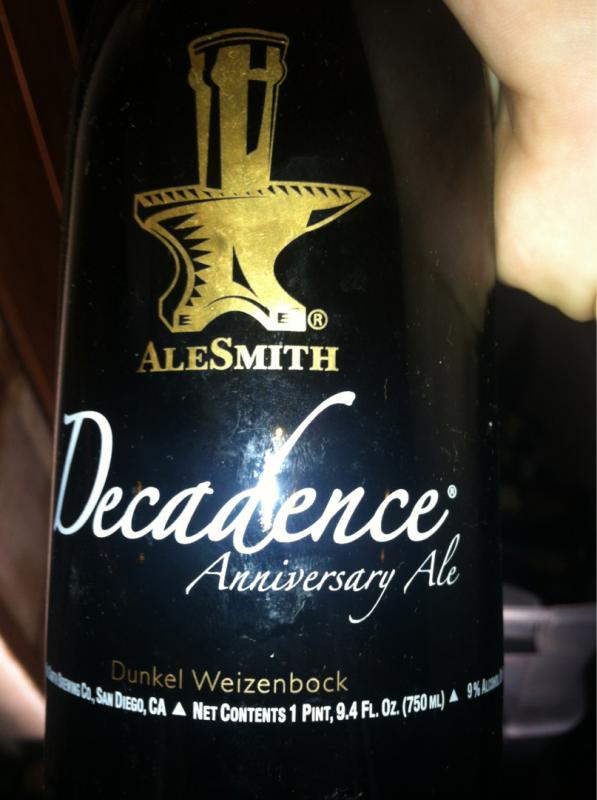 ®
ALESMITH
Decadence®
Anniversary Ale
Dunkel Weizenbock
BREWING CO., SAN DIEGO, CA ▲ NET CONTENTS 1 PINT, 9.4 FL. OZ. (750 ML) ▲ 9%